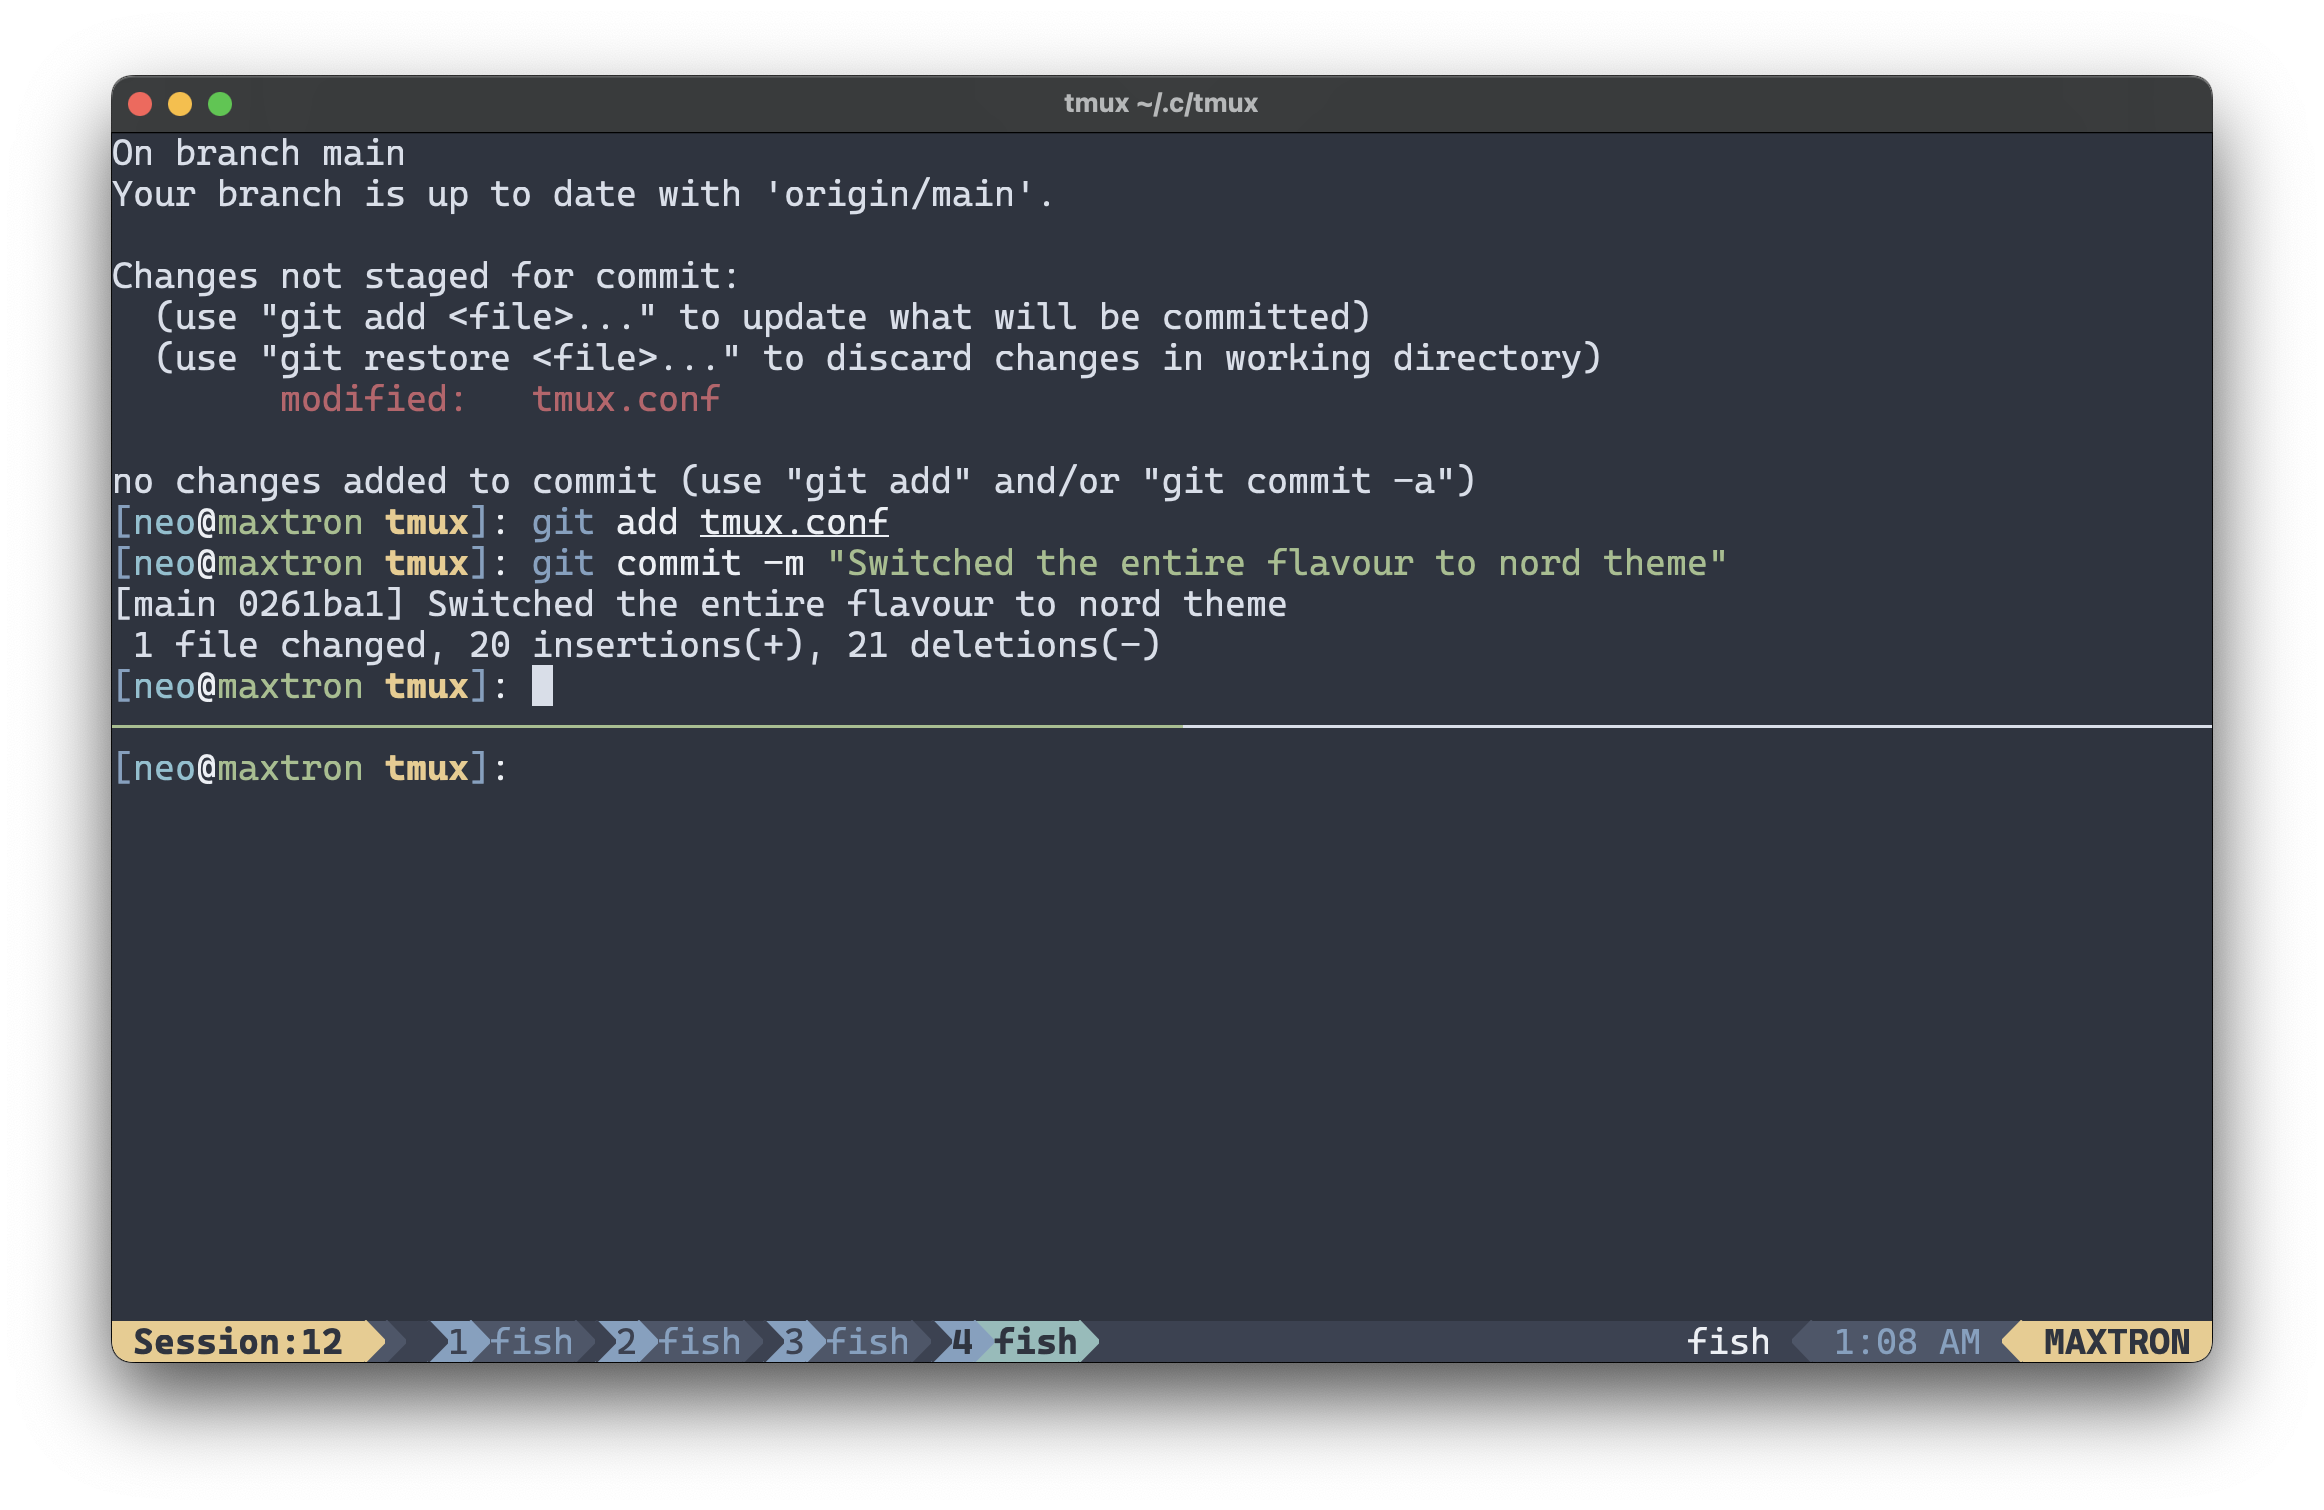 tmux ~/.c/tmux
On branch main
Your branch is up to date with 'origin/main'.
Changes not staged for commit:
  (use "git add <file>..." to update what will be committed)
  (use "git restore <file>..." to discard changes in working directory)
        modified:   tmux.conf
no changes added to commit (use "git add" and/or "git commit -a")
[neo@maxtron tmux]: git add tmux.conf
[neo@maxtron tmux]: git commit -m "Switched the entire flavour to nord theme"
[main 0261ba1] Switched the entire flavour to nord theme
 1 file changed, 20 insertions(+), 21 deletions(-)
[neo@maxtron tmux]:
[neo@maxtron tmux]:
Session:12 1 fish 2 fish 3 fish 4 fish fish 1:08 AM MAXTRON